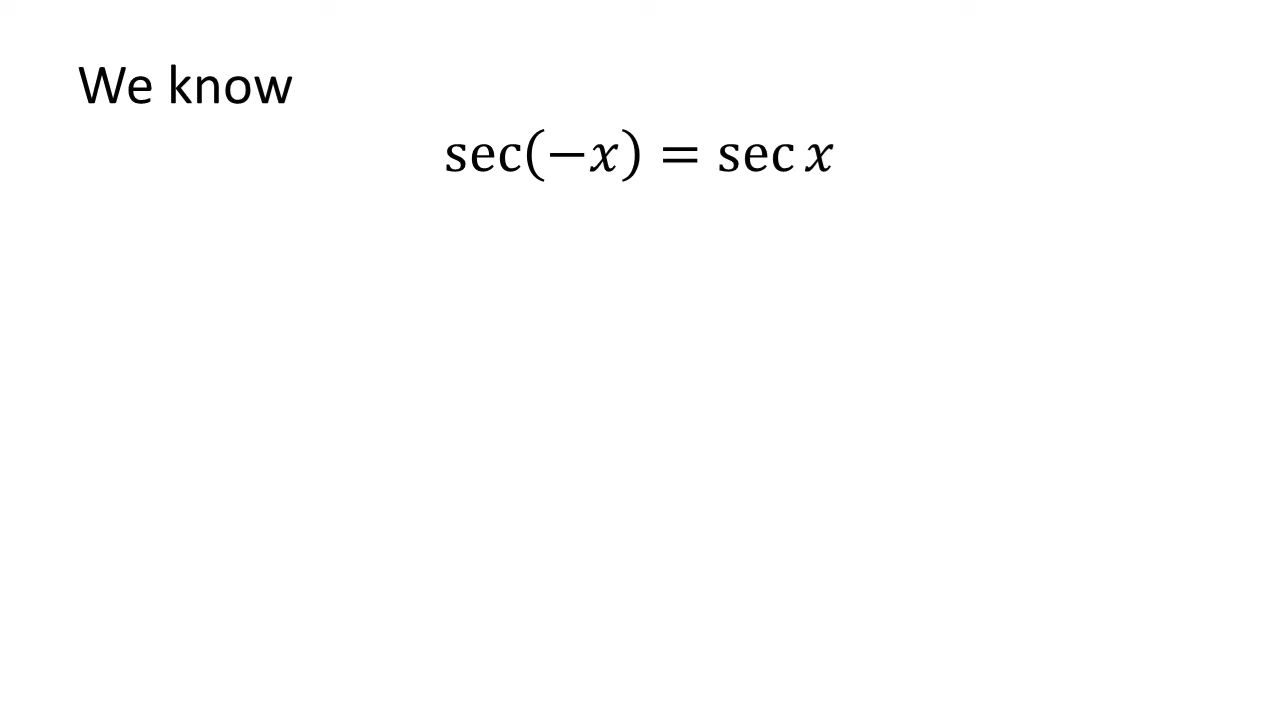 We know
sec(−x) = sec x